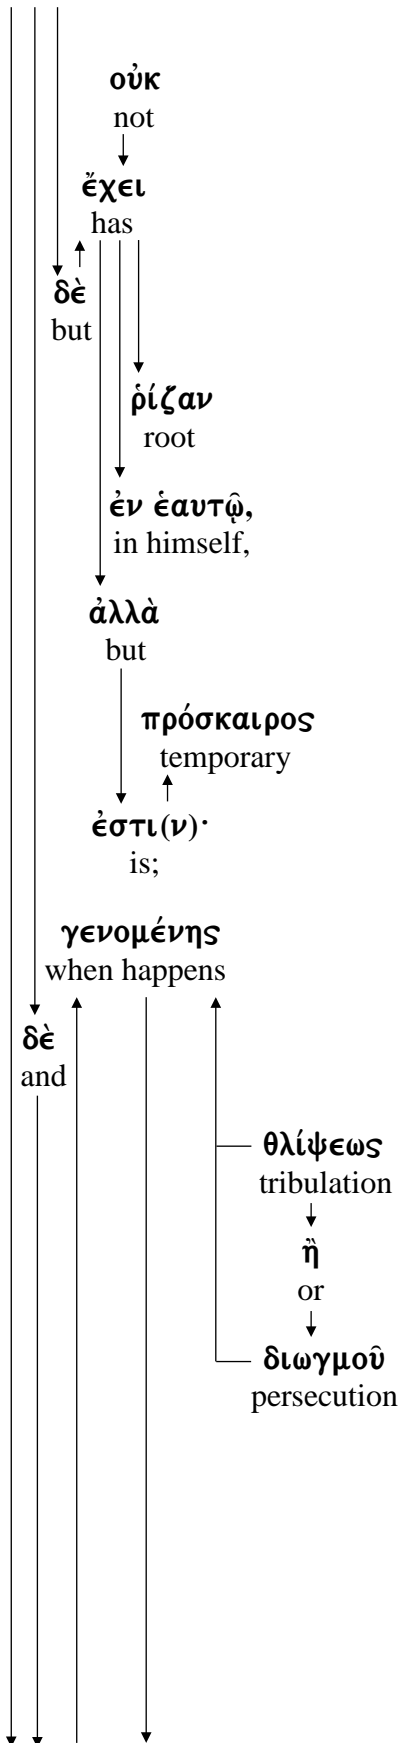 οὐκ
not
ἔχει
has
δὲ
but
ῥίζαν
root
ἐν ἑαυτῷ,
in himself,
ἀλλὰ
but
πρόσκαιρος
temporary
ἐστι(ν)·
is;
γενομένης
when happens
δὲ
and
θλίψεως
tribulation
ἢ
or
διωγμοῦ
persecution